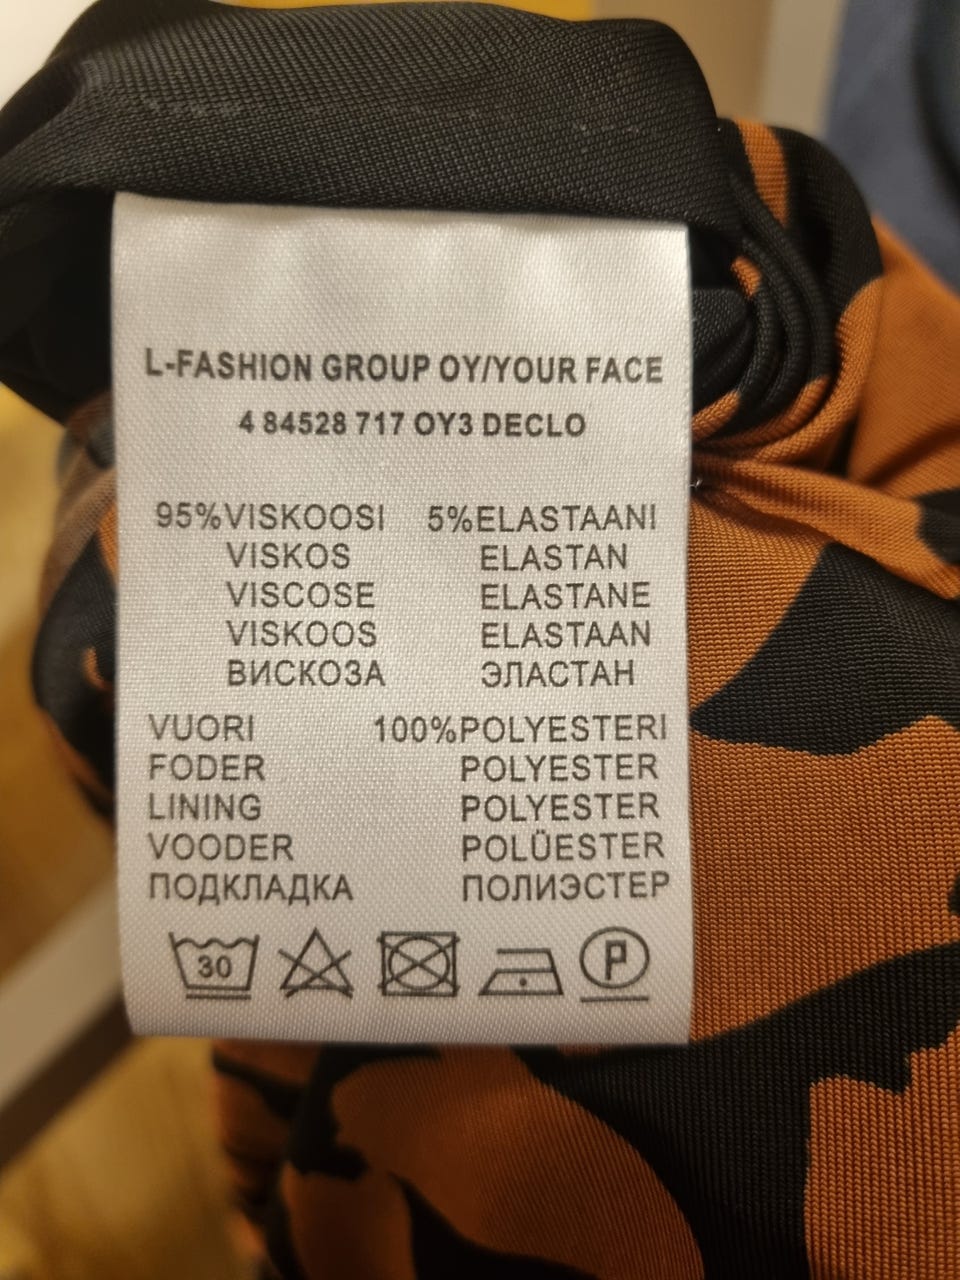 L-FASHION GROUP OY/YOUR FACE
4 84528 717 OY3 DECLO
95%VISKOOSI 5%ELASTAANI
VISKOS ELASTAN
VISCOSE ELASTANE
VISKOOS ELASTAAN
ВИСКОЗА ЭЛАСТАН
VUORI 100%POLYESTERI
FODER POLYESTER
LINING POLYESTER
VOODER POLÜESTER
ПОДКЛАДКА ПОЛИЭСТЕР
30 P